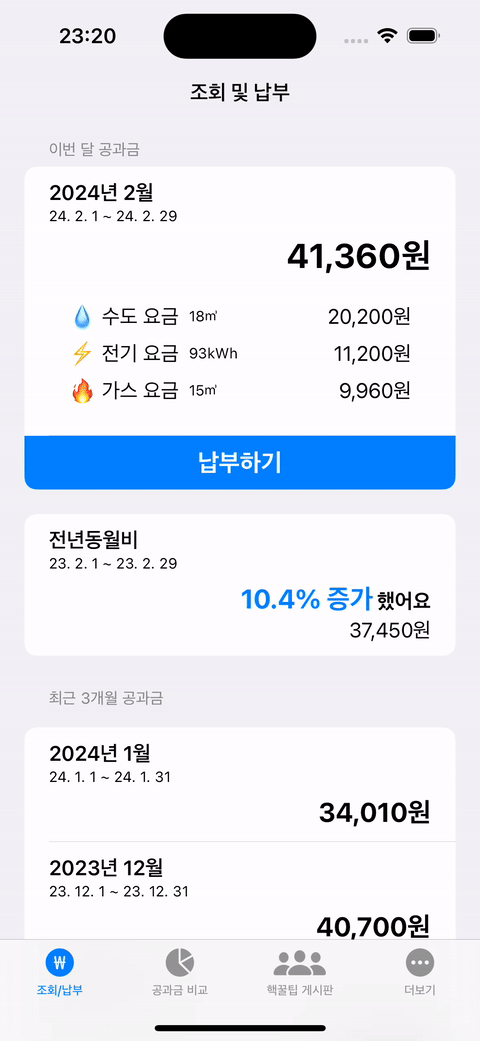 23:20
조회 및 납부
이번 달 공과금
2024년 2월
24. 2. 1 ~ 24. 2. 29
41,360원
수도 요금 18㎥ 20,200원
전기 요금 93kWh 11,200원
가스 요금 15㎥ 9,960원
납부하기
전년동월비
23. 2. 1 ~ 23. 2. 29
10.4% 증가 했어요
37,450원
최근 3개월 공과금
2024년 1월
24. 1. 1 ~ 24. 1. 31
34,010원
2023년 12월
23. 12. 1 ~ 23. 12. 31
40,700원
조회/납부 공과금 비교 핵꿀팁 게시판 더보기